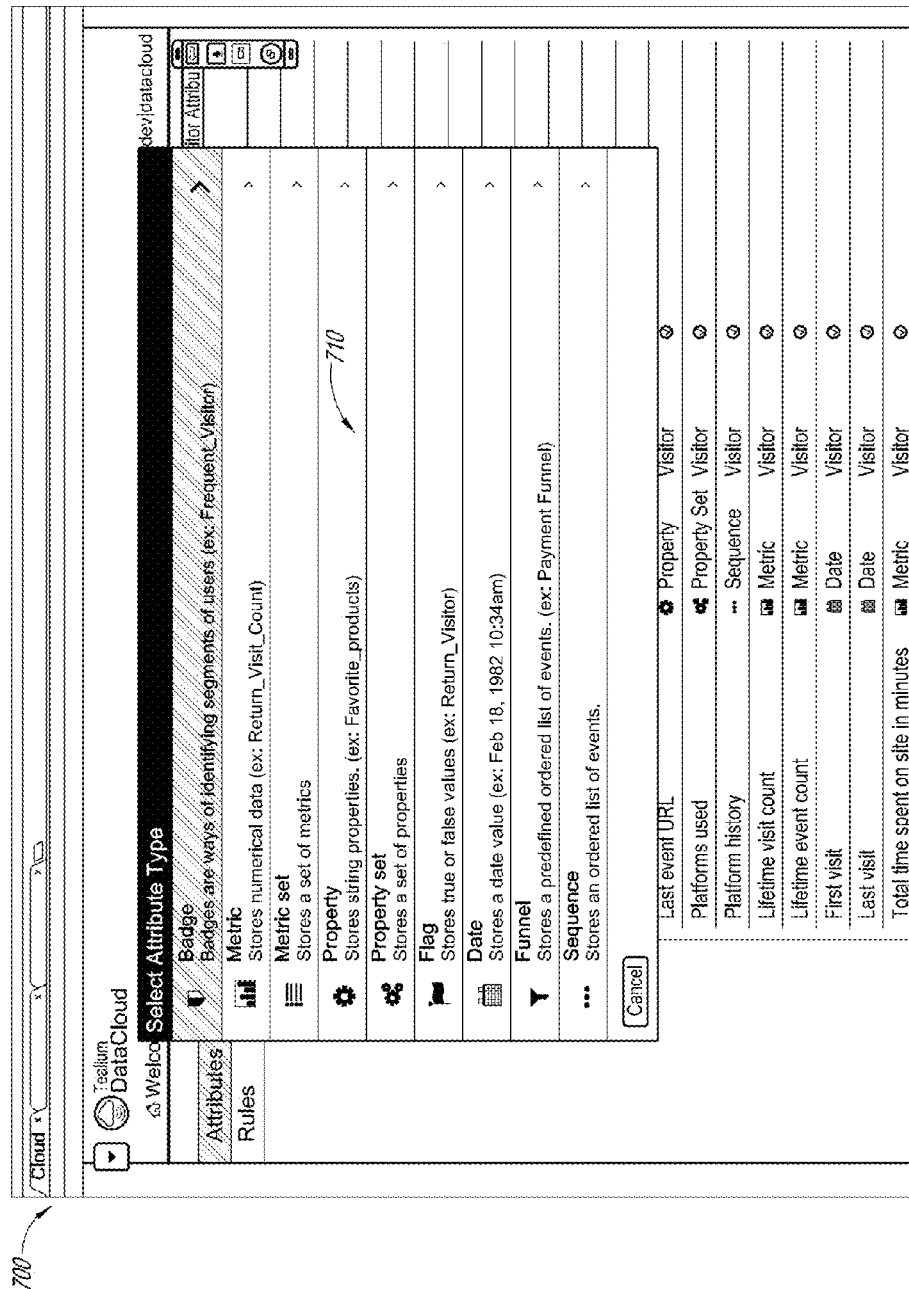 700
Cloud x
x
x
Tealium
DataCloud
Welco
dev|datacloud
Attributes
Rules
itor Attribu
Select Attribute Type
Badge
Badges are ways of identifying segments of users (ex: Frequent_Visitor)
Metric
Stores numerical data (ex: Return_Visit_Count)
Metric set
Stores a set of metrics
Property
Stores string properties. (ex: Favorite_products)
710
Property set
Stores a set of properties
Flag
Stores true or false values (ex: Return_Visitor)
Date
Stores a date value (ex: Feb 18, 1982 10:34am)
Funnel
Stores a predefined ordered list of events. (ex: Payment Funnel)
Sequence
Stores an ordered list of events.
Cancel
Last event URL Property Visitor
Platforms used Property Set Visitor
Platform history Sequence Visitor
Lifetime visit count Metric Visitor
Lifetime event count Metric Visitor
First visit Date Visitor
Last visit Date Visitor
Total time spent on site in minutes Metric Visitor